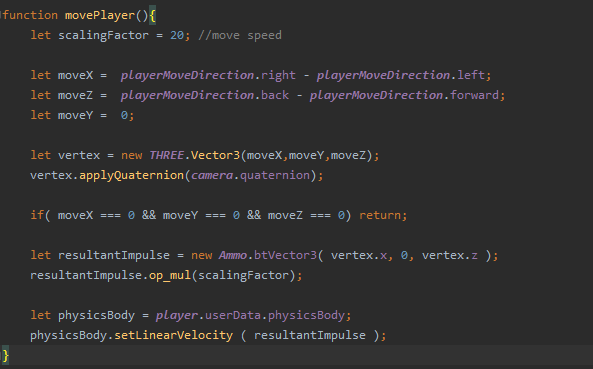 function movePlayer(){
let scalingFactor = 20; //move speed
let moveX =  playerMoveDirection.right - playerMoveDirection.left;
let moveZ =  playerMoveDirection.back - playerMoveDirection.forward;
let moveY =  0;
let vertex = new THREE.Vector3(moveX,moveY,moveZ);
vertex.applyQuaternion(camera.quaternion);
if( moveX === 0 && moveY === 0 && moveZ === 0) return;
let resultantImpulse = new Ammo.btVector3( vertex.x, 0, vertex.z );
resultantImpulse.op_mul(scalingFactor);
let physicsBody = player.userData.physicsBody;
physicsBody.setLinearVelocity ( resultantImpulse );
}